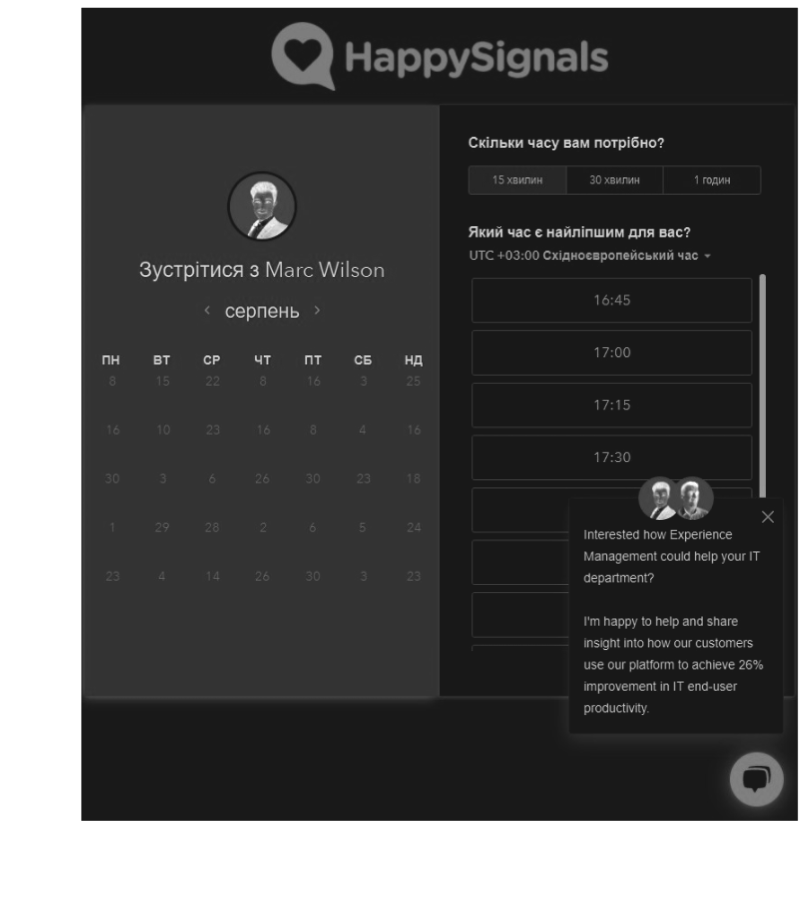 HappySignals
Зустрітися з Marc Wilson
серпень
ПН ВТ СР ЧТ ПТ СБ НД
8 15 22 8 16 3 25
16 10 23 16 8 4 16
30 3 6 26 30 23 18
1 29 28 2 6 5 24
23 4 14 26 30 3 23
Скільки часу вам потрібно?
15 хвилин 30 хвилин 1 годин
Який час є найліпшим для вас?
UTC +03:00 Східноєвропейський час
16:45
17:00
17:15
17:30
Interested how Experience
Management could help your IT
department?
I'm happy to help and share
insight into how our customers
use our platform to achieve 26%
improvement in IT end-user
productivity.